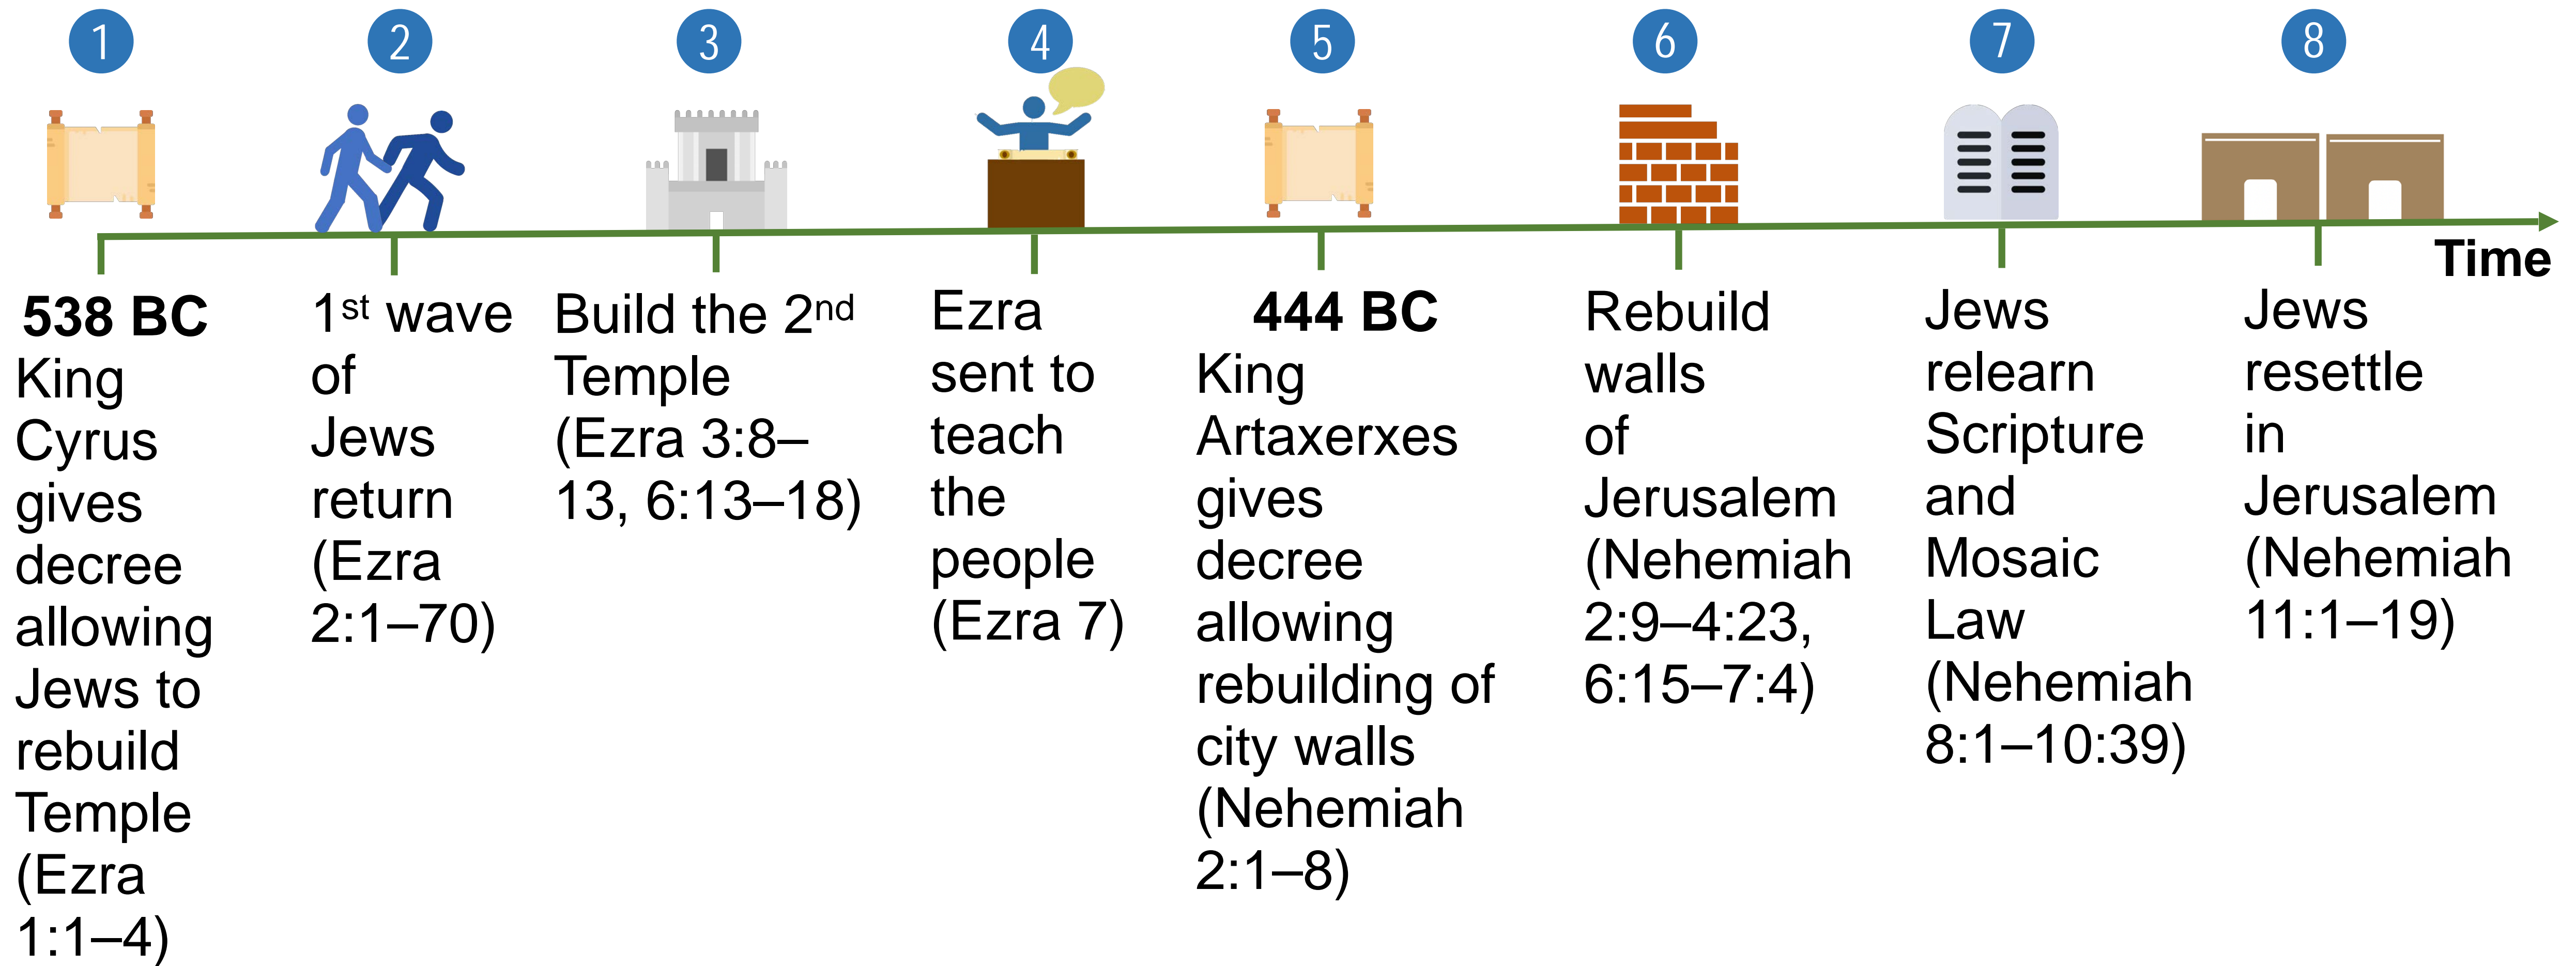 1
2
3
4
5
6
7
8
Time
538 BC
King
Cyrus
gives
decree
allowing
Jews to
rebuild
Temple
(Ezra
1:1–4)
1st wave
of
Jews
return
(Ezra
2:1–70)
Build the 2nd
Temple
(Ezra 3:8–
13, 6:13–18)
Ezra
sent to
teach
the
people
(Ezra 7)
444 BC
King
Artaxerxes
gives
decree
allowing
rebuilding of
city walls
(Nehemiah
2:1–8)
Rebuild
walls
of
Jerusalem
(Nehemiah
2:9–4:23,
6:15–7:4)
Jews
relearn
Scripture
and
Mosaic
Law
(Nehemiah
8:1–10:39)
Jews
resettle
in
Jerusalem
(Nehemiah
11:1–19)